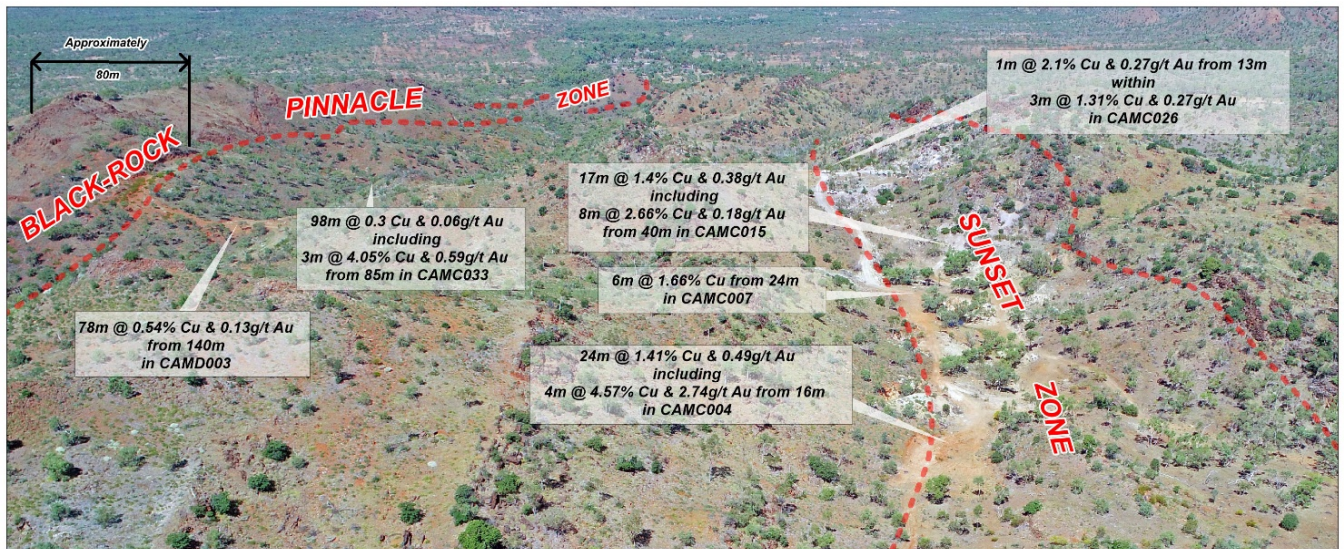 Approximately
80m
BLACK-ROCK
PINNACLE
ZONE
98m @ 0.3 Cu & 0.06g/t Au
including
3m @ 4.05% Cu & 0.59g/t Au
from 85m in CAMC033
78m @ 0.54% Cu & 0.13g/t Au
from 140m
in CAMD003
1m @ 2.1% Cu & 0.27g/t Au from 13m
within
3m @ 1.31% Cu & 0.27g/t Au
in CAMC026
17m @ 1.4% Cu & 0.38g/t Au
including
8m @ 2.66% Cu & 0.18g/t Au
from 40m in CAMC015
6m @ 1.66% Cu from 24m
in CAMC007
24m @ 1.41% Cu & 0.49g/t Au
including
4m @ 4.57% Cu & 2.74g/t Au from 16m
in CAMC004
SUNSET
ZONE